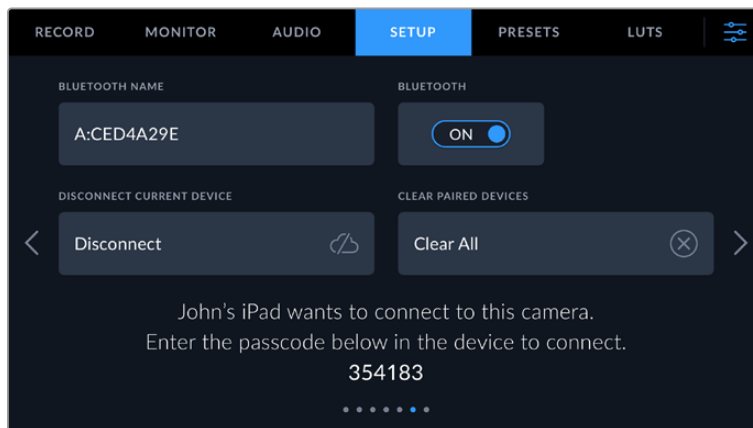 RECORD MONITOR AUDIO SETUP PRESETS LUTS
BLUETOOTH NAME BLUETOOTH
A:CED4A29E ON
DISCONNECT CURRENT DEVICE CLEAR PAIRED DEVICES
Disconnect Clear All
John's iPad wants to connect to this camera.
Enter the passcode below in the device to connect.
354183